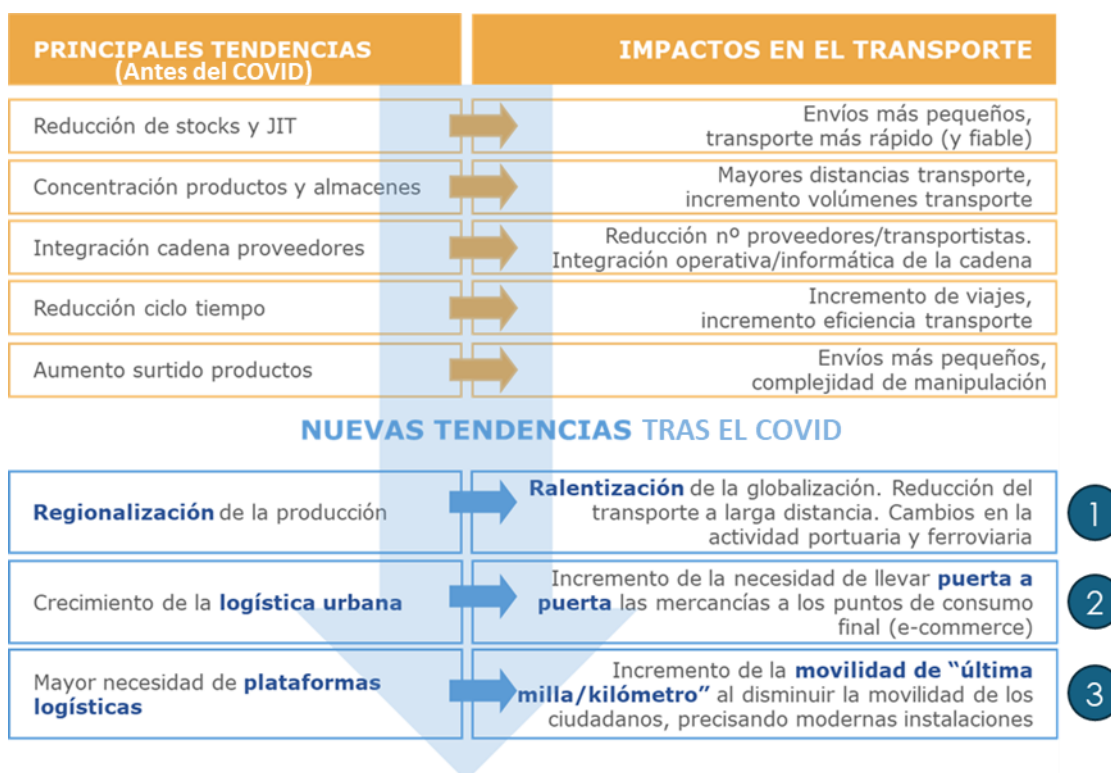 PRINCIPALES TENDENCIAS
(Antes del COVID)
IMPACTOS EN EL TRANSPORTE
Reducción de stocks y JIT
Envíos más pequeños,
transporte más rápido (y fiable)
Concentración productos y almacenes
Mayores distancias transporte,
incremento volúmenes transporte
Integración cadena proveedores
Reducción nº proveedores/transportistas.
Integración operativa/informática de la cadena
Reducción ciclo tiempo
Incremento de viajes,
incremento eficiencia transporte
Aumento surtido productos
Envíos más pequeños,
complejidad de manipulación
NUEVAS TENDENCIAS TRAS EL COVID
Regionalización de la producción
Ralentización de la globalización. Reducción del
transporte a larga distancia. Cambios en la
actividad portuaria y ferroviaria
1
Crecimiento de la logística urbana
Incremento de la necesidad de llevar puerta a
puerta las mercancías a los puntos de consumo
final (e-commerce)
2
Mayor necesidad de plataformas
logísticas
Incremento de la movilidad de “última
milla/kilómetro” al disminuir la movilidad de los
ciudadanos, precisando modernas instalaciones
3